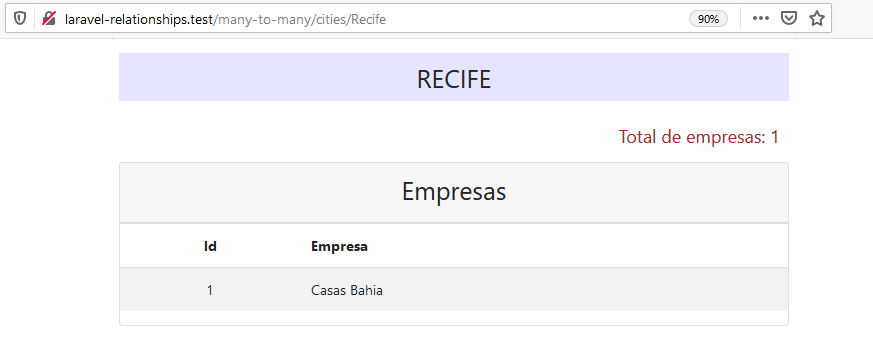 laravel-relationships.test/many-to-many/cities/Recife 90%
RECIFE
Total de empresas: 1
Empresas
Id Empresa
1 Casas Bahia